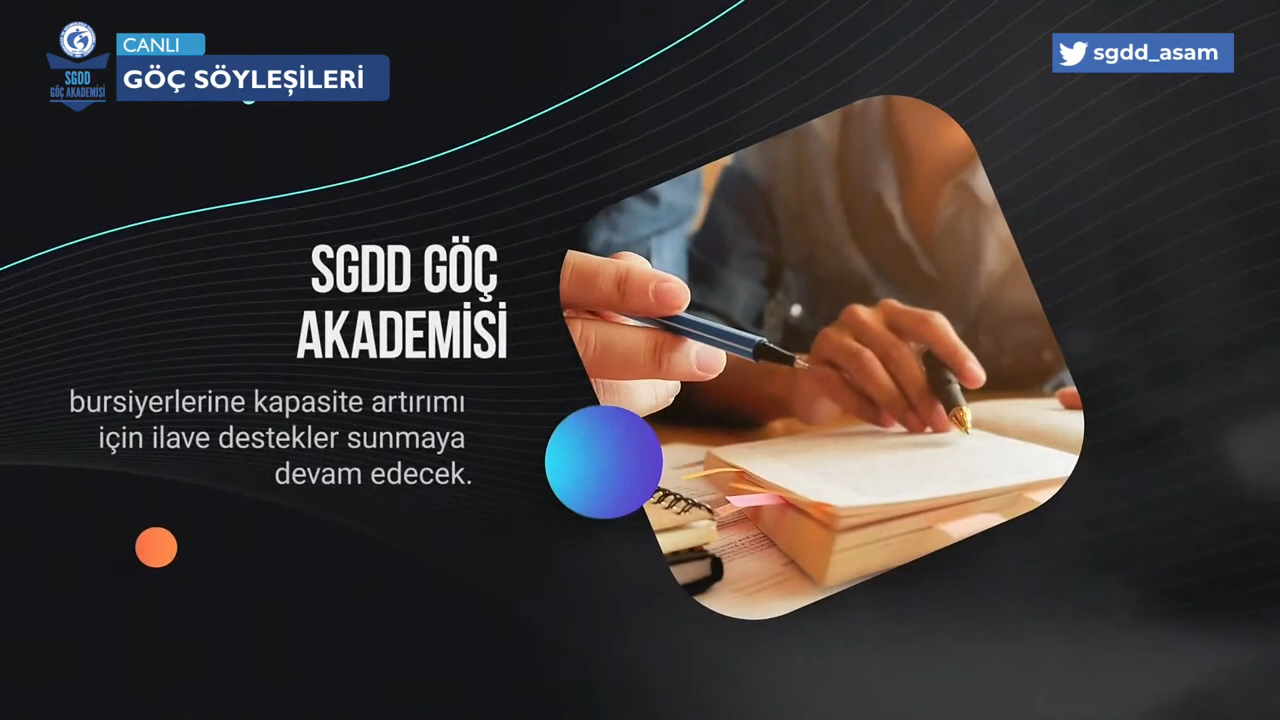 SGDD
GÖÇ AKADEMİSİ
CANLI
GÖÇ SÖYLEŞİLERİ
sgdd_asam
SGDD GÖÇ
AKADEMİSİ
bursiyerlerine kapasite artırımı
için ilave destekler sunmaya
devam edecek.